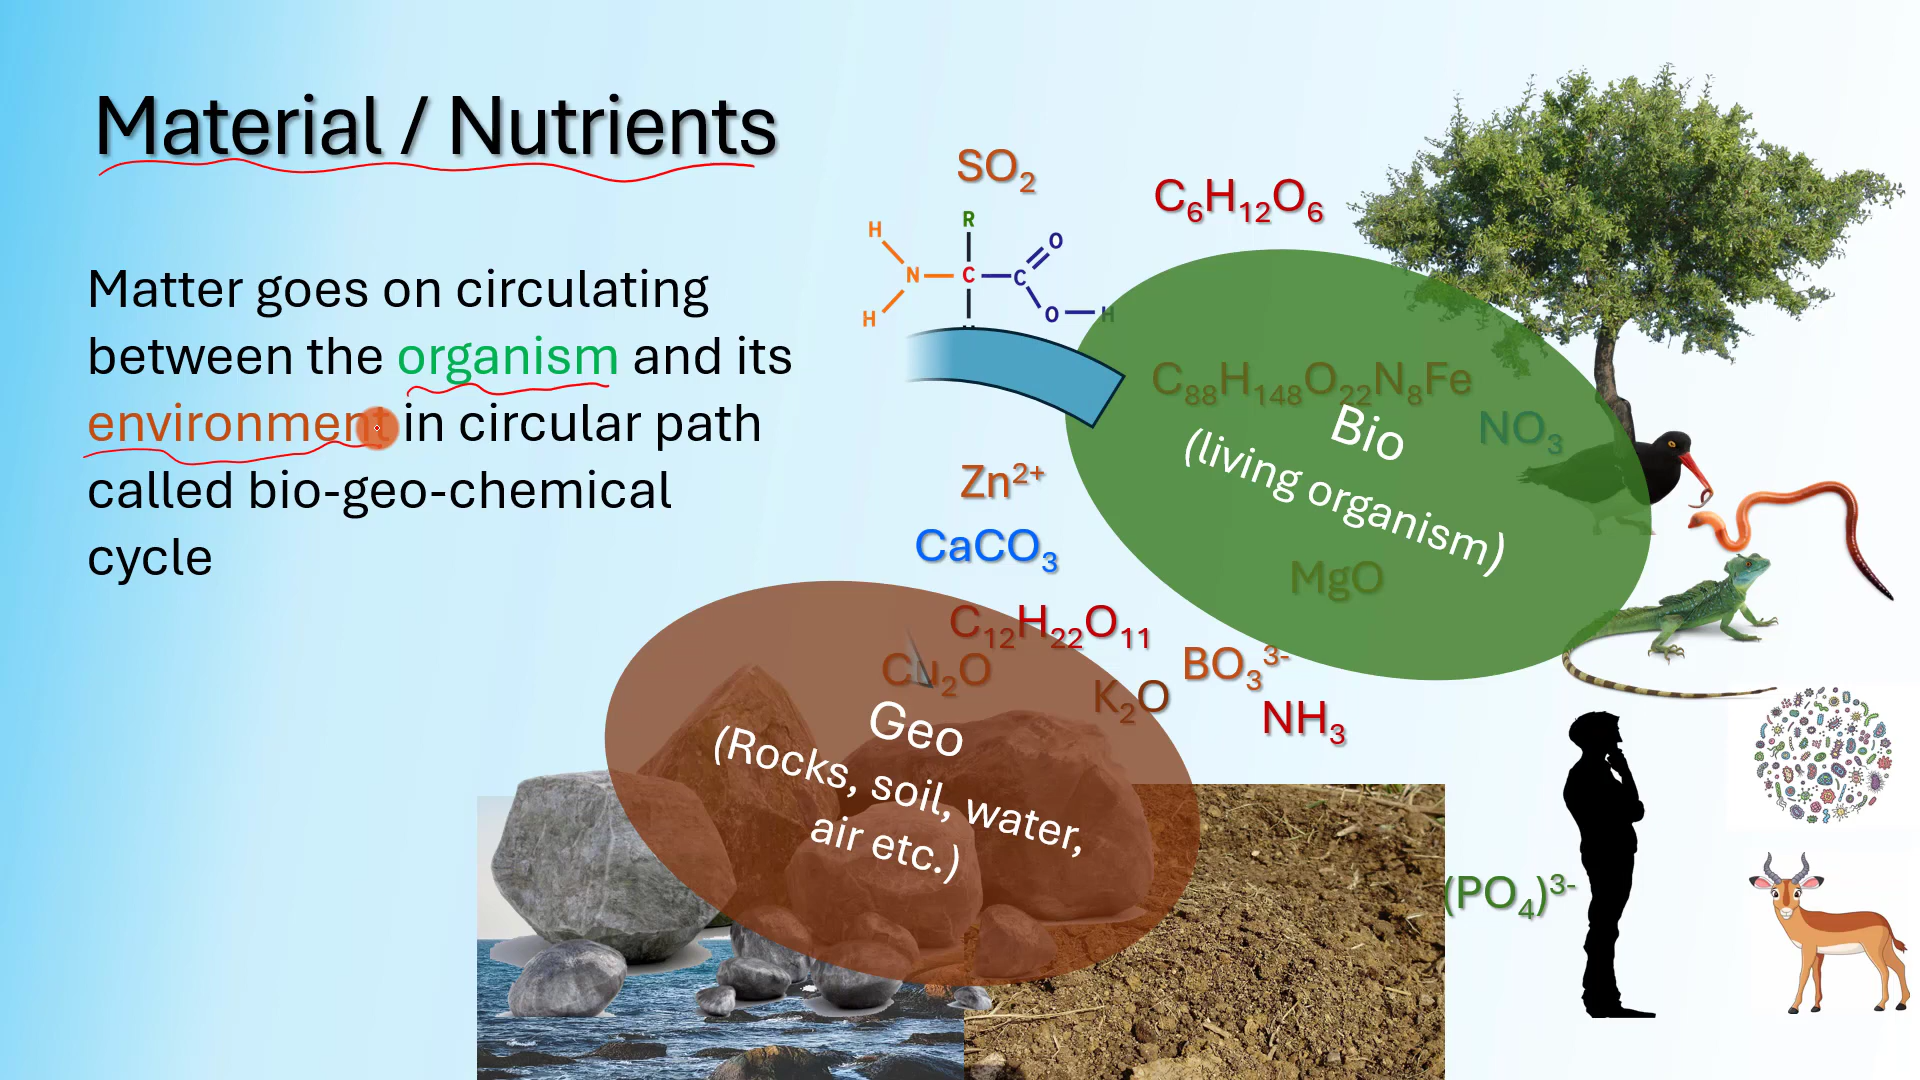 Material / Nutrients
Matter goes on circulating
between the organism and its
environment in circular path
called bio-geo-chemical
cycle
SO₂
C₆H₁₂O₆
R
H
O
N
C
C
H
O
H
C₈₈H₁₄₈O₂₂N₈Fe
NO₃
Bio
(living organism)
Zn²⁺
CaCO₃
MgO
C₁₂H₂₂O₁₁
Cu₂O
K₂O
BO₃³⁻
NH₃
Geo
(Rocks, soil, water,
air etc.)
(PO₄)³⁻